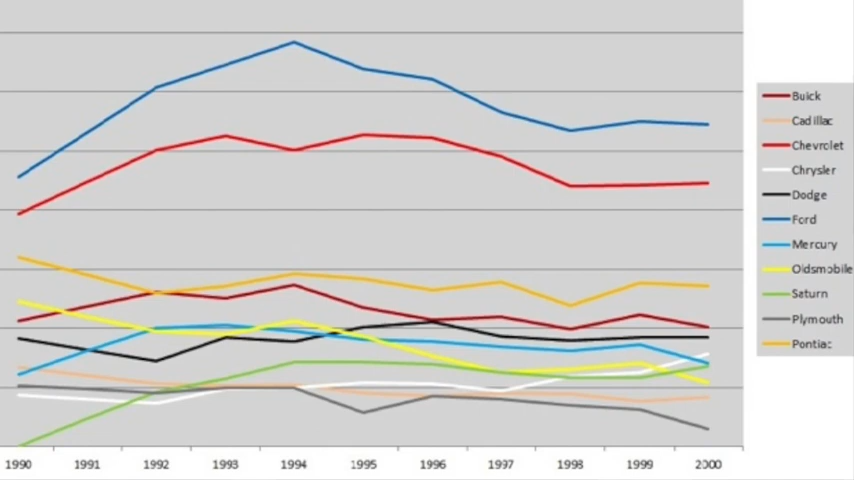 Buick
Cadillac
Chevrolet
Chrysler
Dodge
Ford
Mercury
Oldsmobile
Saturn
Plymouth
Pontiac
1990 1991 1992 1993 1994 1995 1996 1997 1998 1999 2000